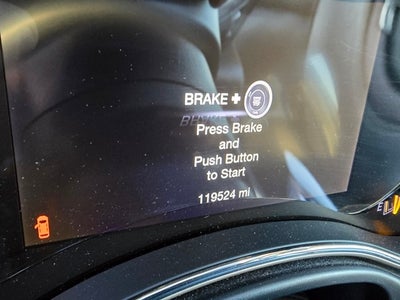 BRAKE +
Press Brake
and
Push Button
to Start
119524 mi
E